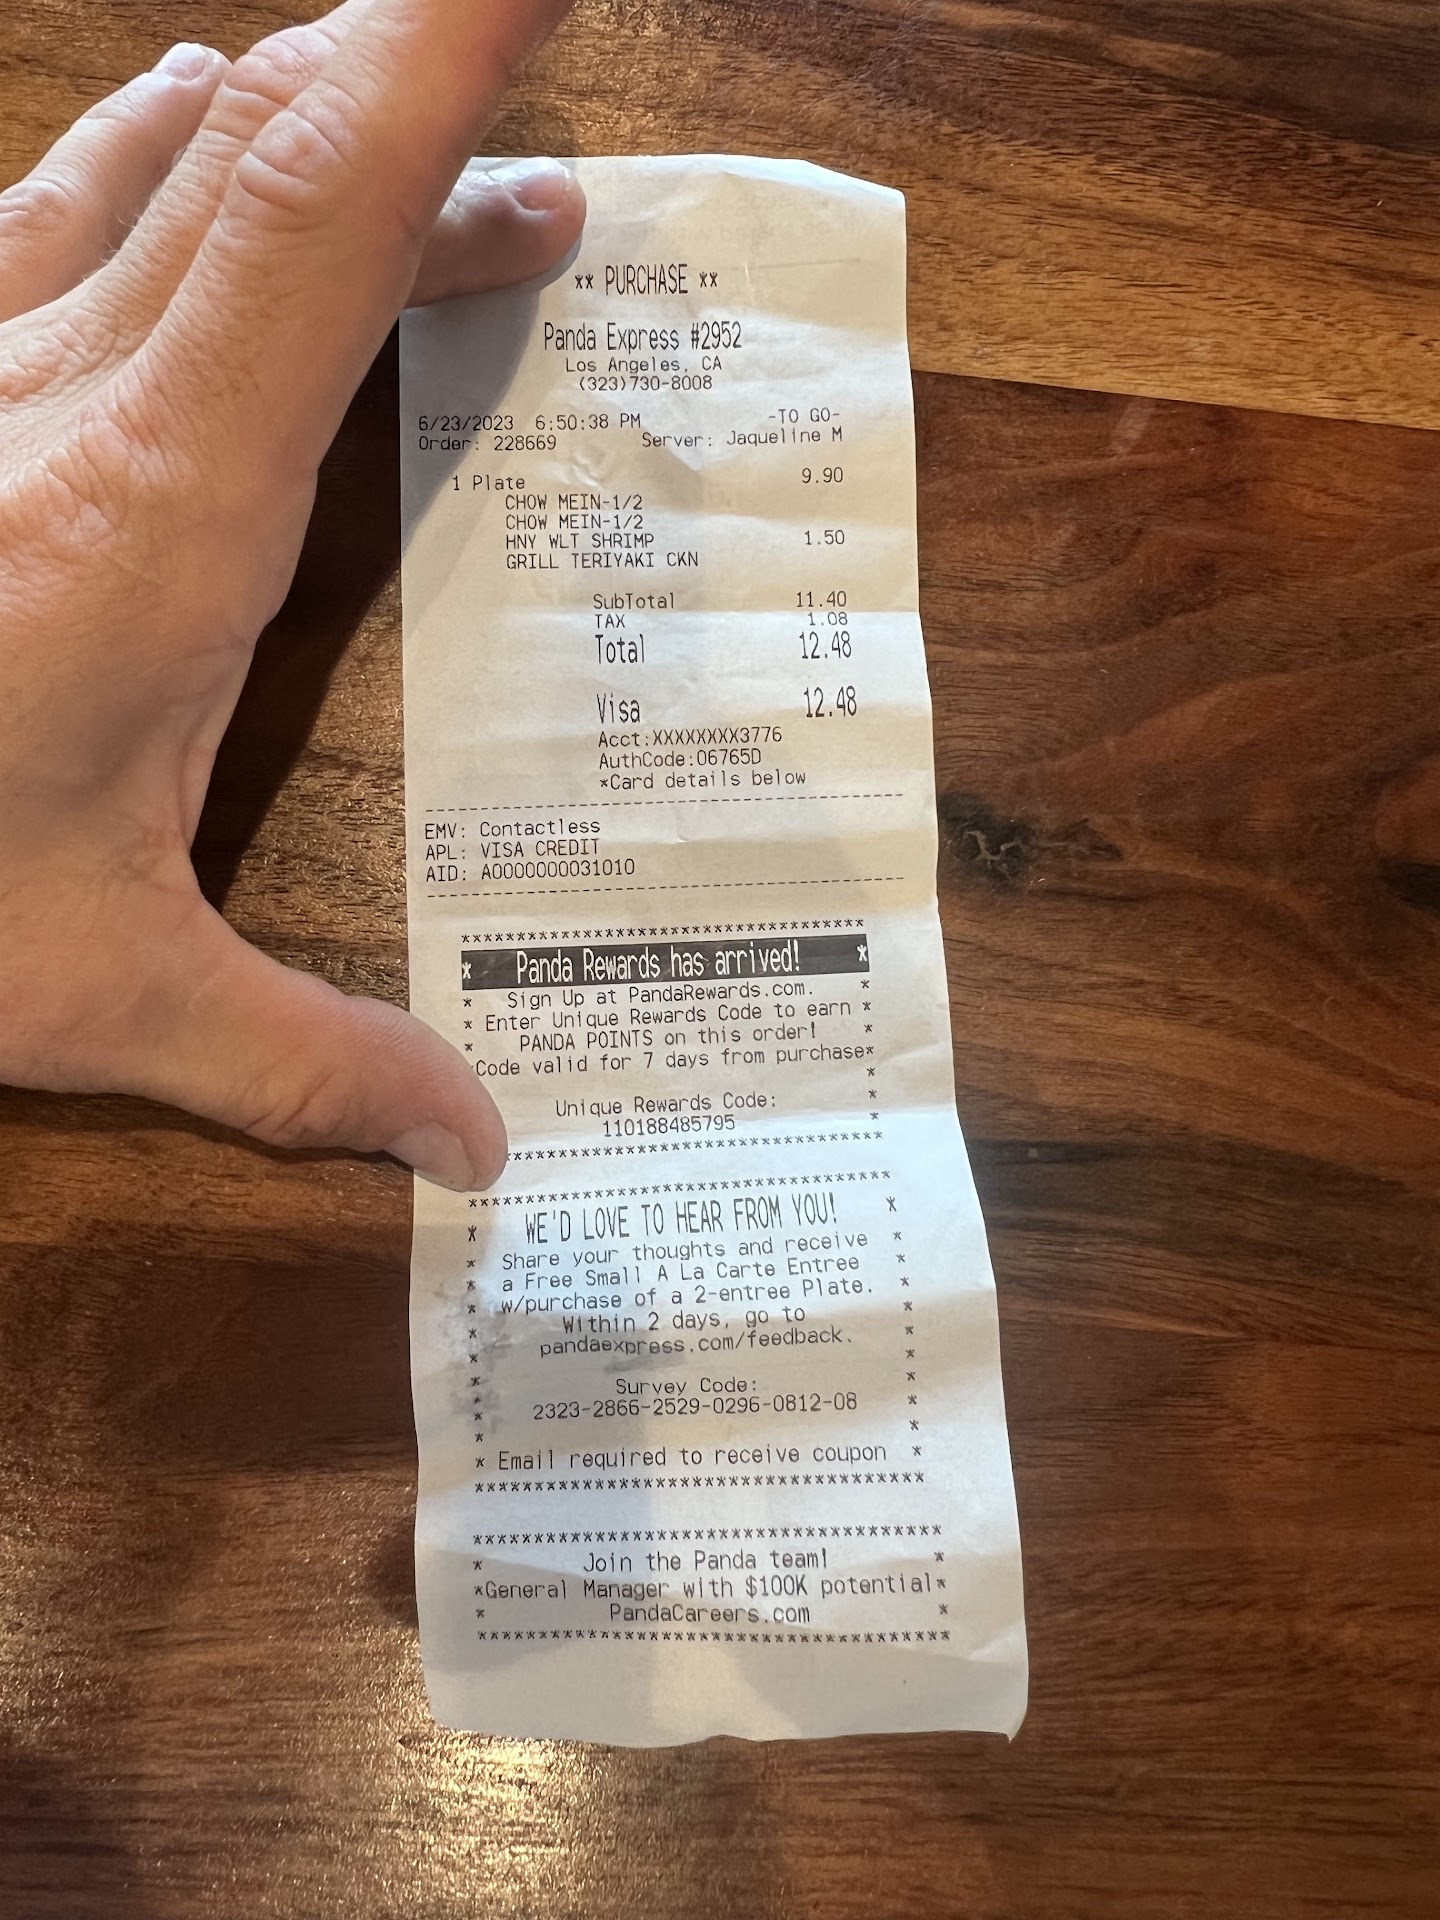 ** PURCHASE **
Panda Express #2952
Los Angeles, CA
(323)730-8008
6/23/2023 6:50:38 PM -TO GO-
Order: 228669 Server: Jaqueline M
1 Plate 9.90
CHOW MEIN-1/2
CHOW MEIN-1/2
HNY WLT SHRIMP 1.50
GRILL TERIYAKI CKN
SubTotal 11.40
TAX 1.08
Total 12.48
Visa 12.48
Acct:XXXXXXXX3776
AuthCode:06765D
*Card details below
--------------------------------------------
EMV: Contactless
APL: VISA CREDIT
AID: A0000000031010
--------------------------------------------
*********************************
* Panda Rewards has arrived! *
* Sign Up at PandaRewards.com. *
* Enter Unique Rewards Code to earn *
* PANDA POINTS on this order! *
*Code valid for 7 days from purchase*
*
Unique Rewards Code: *
110188485795 *
*********************************
***********************************
* WE'D LOVE TO HEAR FROM YOU! *
* Share your thoughts and receive *
* a Free Small A La Carte Entree *
* w/purchase of a 2-entree Plate. *
* Within 2 days, go to *
* pandaexpress.com/feedback. *
* *
* Survey Code: *
* 2323-2866-2529-0296-0812-08 *
* *
* Email required to receive coupon *
***********************************
***********************************
* Join the Panda team! *
*General Manager with $100K potential*
* PandaCareers.com *
***********************************